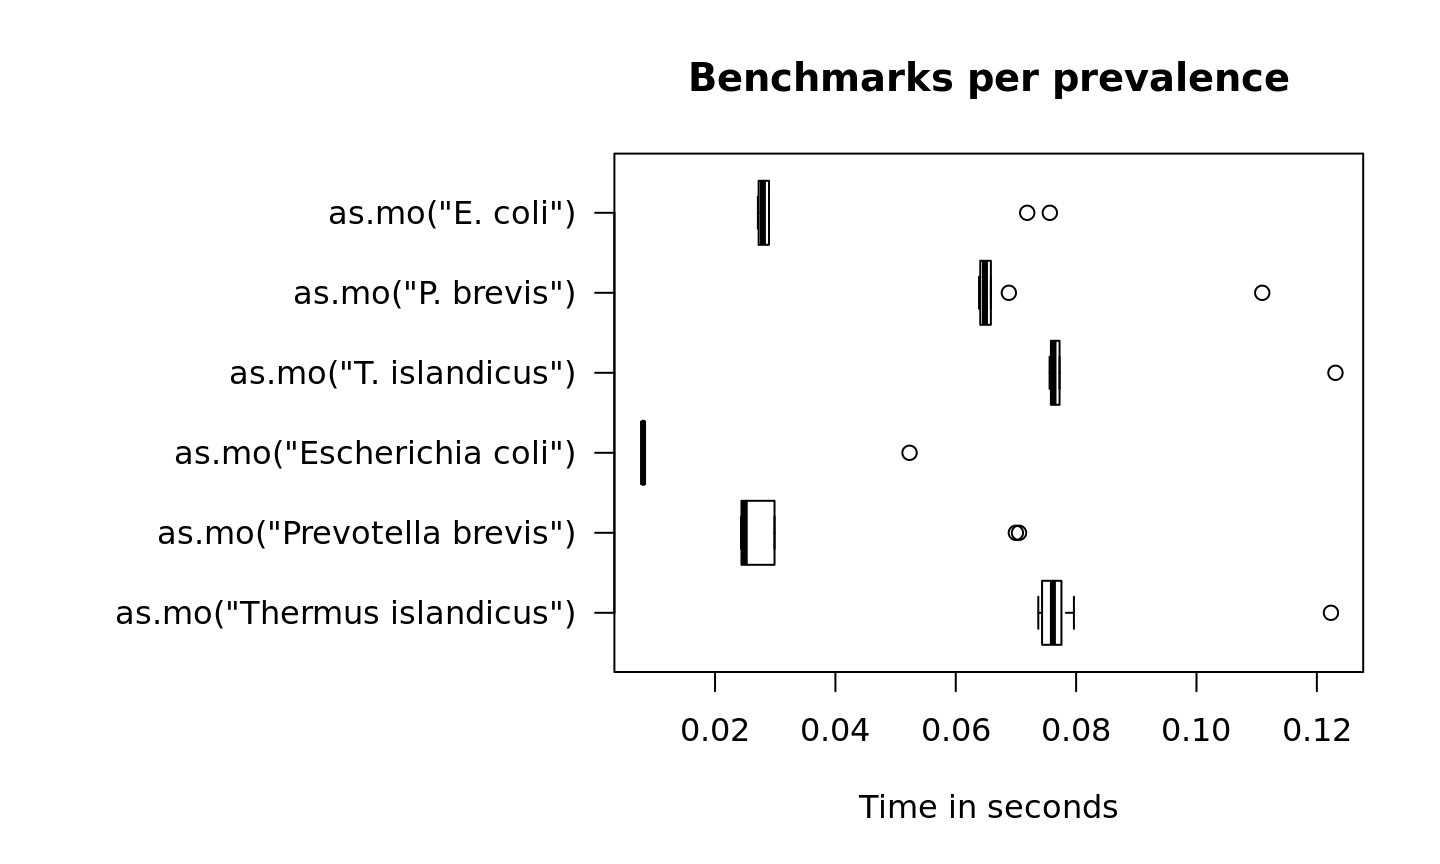 Benchmarks per prevalence
as.mo("E. coli")
as.mo("P. brevis")
as.mo("T. islandicus")
as.mo("Escherichia coli")
as.mo("Prevotella brevis")
as.mo("Thermus islandicus")
0.02 0.04 0.06 0.08 0.10 0.12
Time in seconds